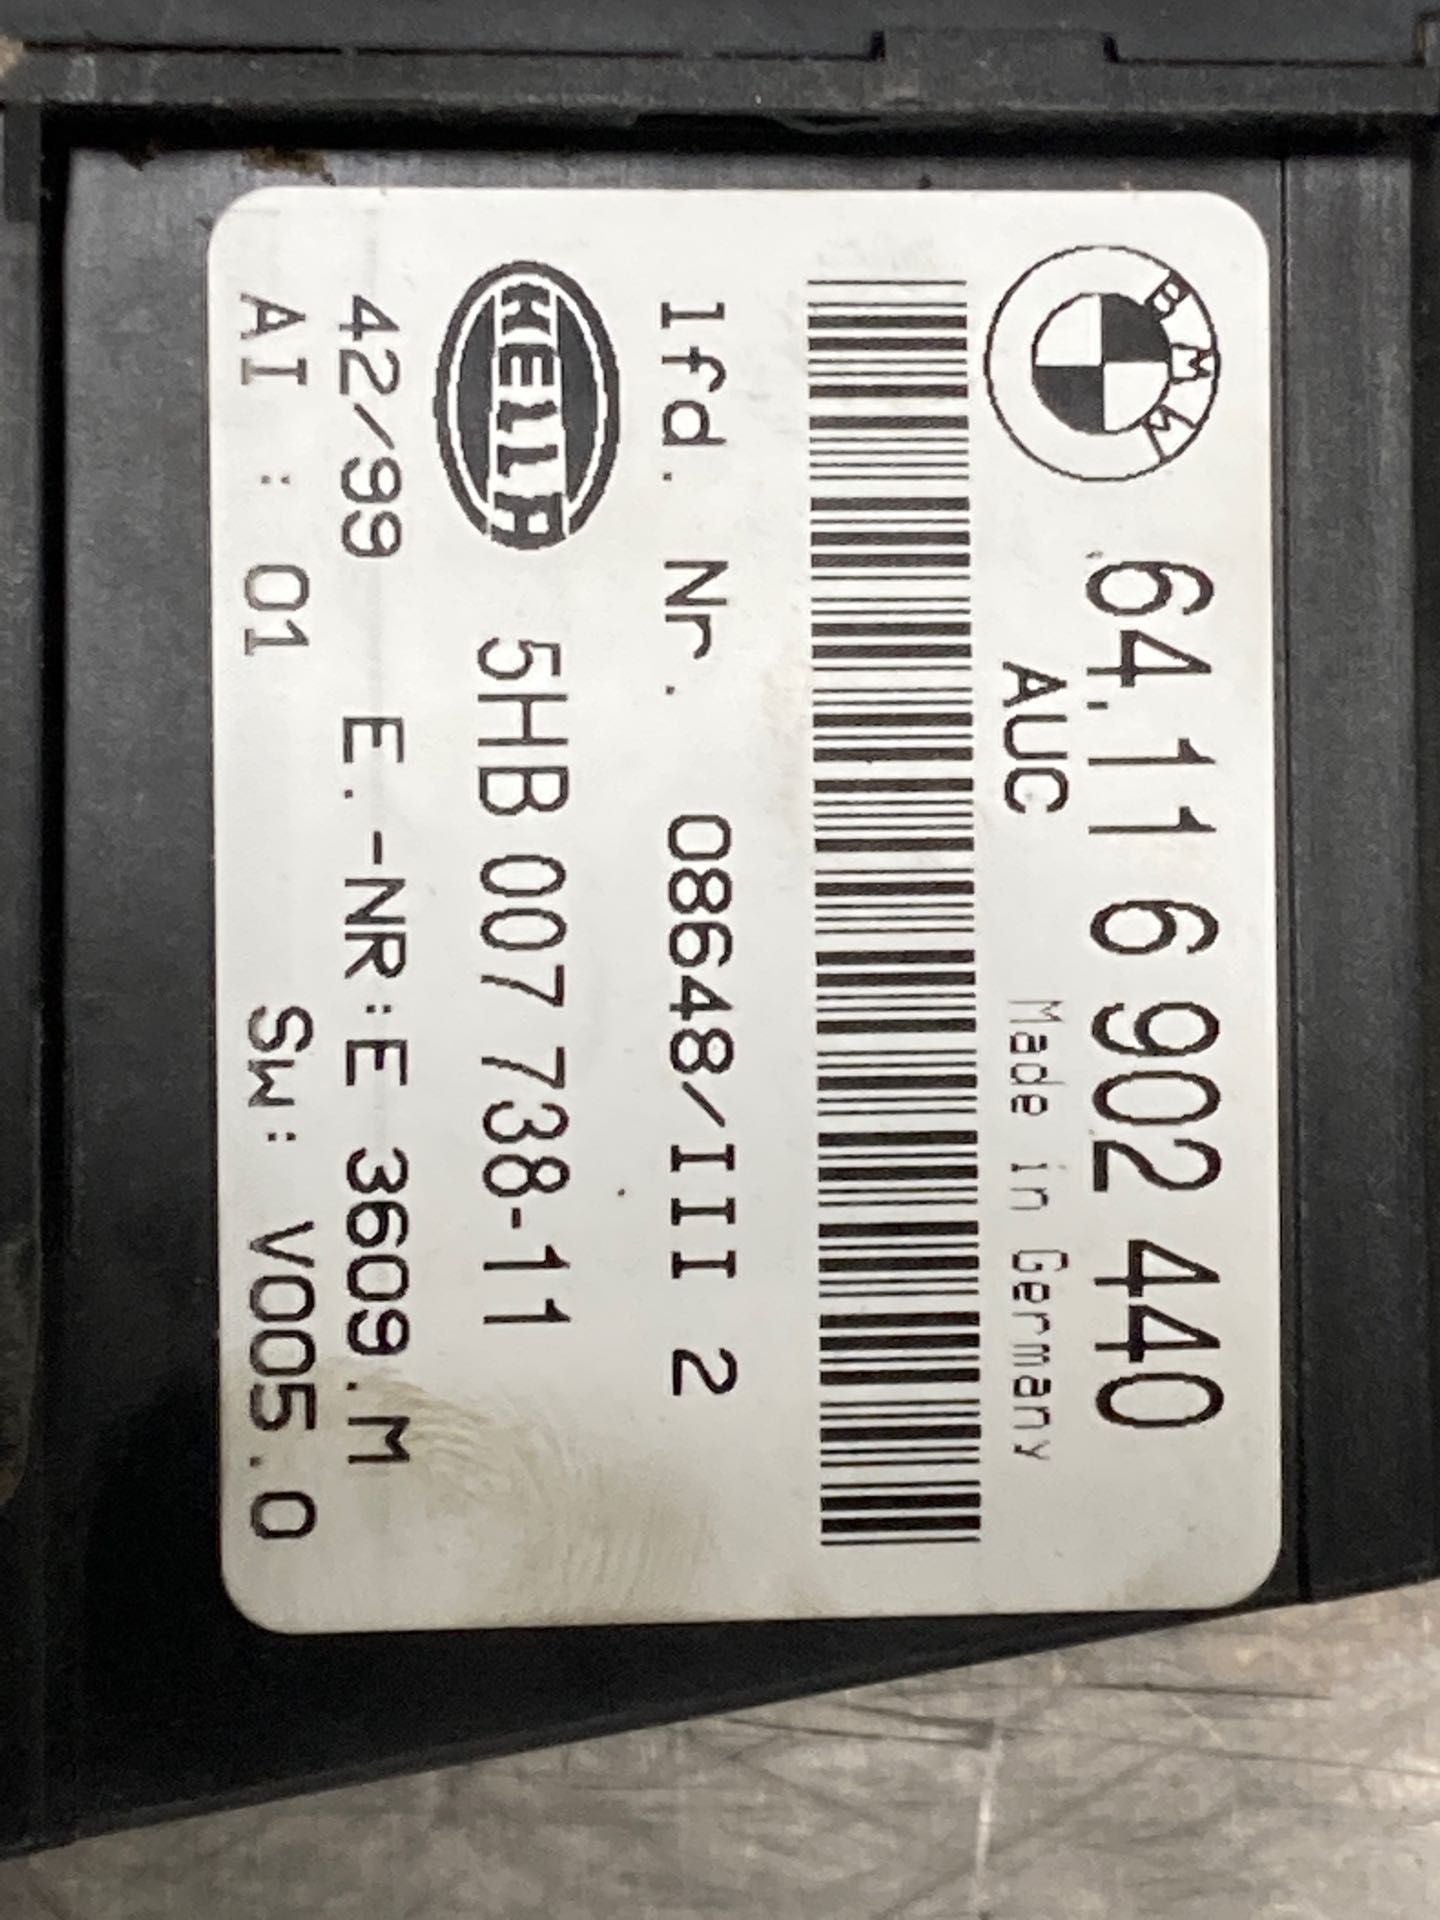 BMW 64.11 6 902 440
AUC Made in Germany
lfd. Nr. 08648/III 2
HELLA 5HB 007 738-11
42/99 E.-NR:E 3609.M
AI : 01 SW: V005.0